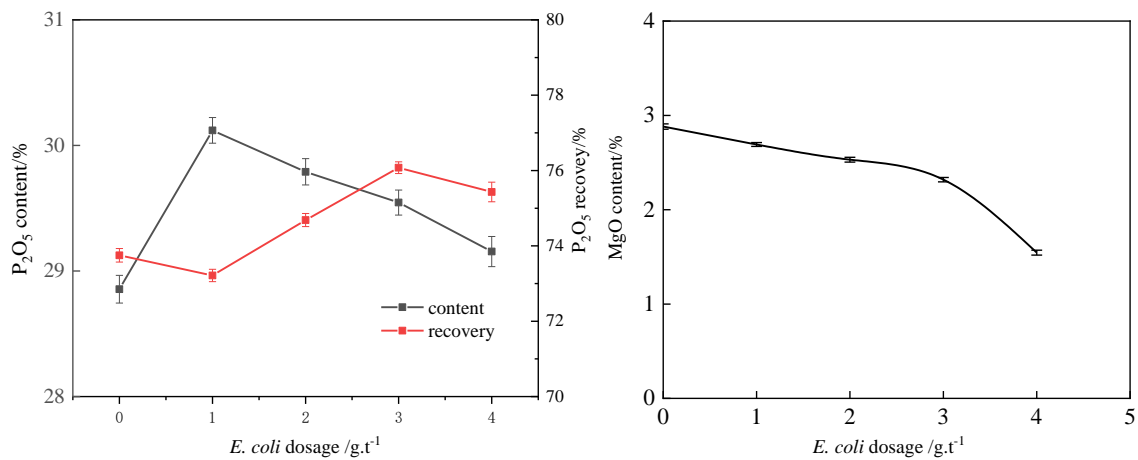 31
30
29
28
P₂O₅ content/%
80
78
76
74
72
70
P₂O₅ recovey/%
content
recovery
0 1 2 3 4
E. coli dosage /g.t⁻¹
4
3
2
1
0
MgO content/%
0 1 2 3 4 5
E. coli dosage /g.t⁻¹